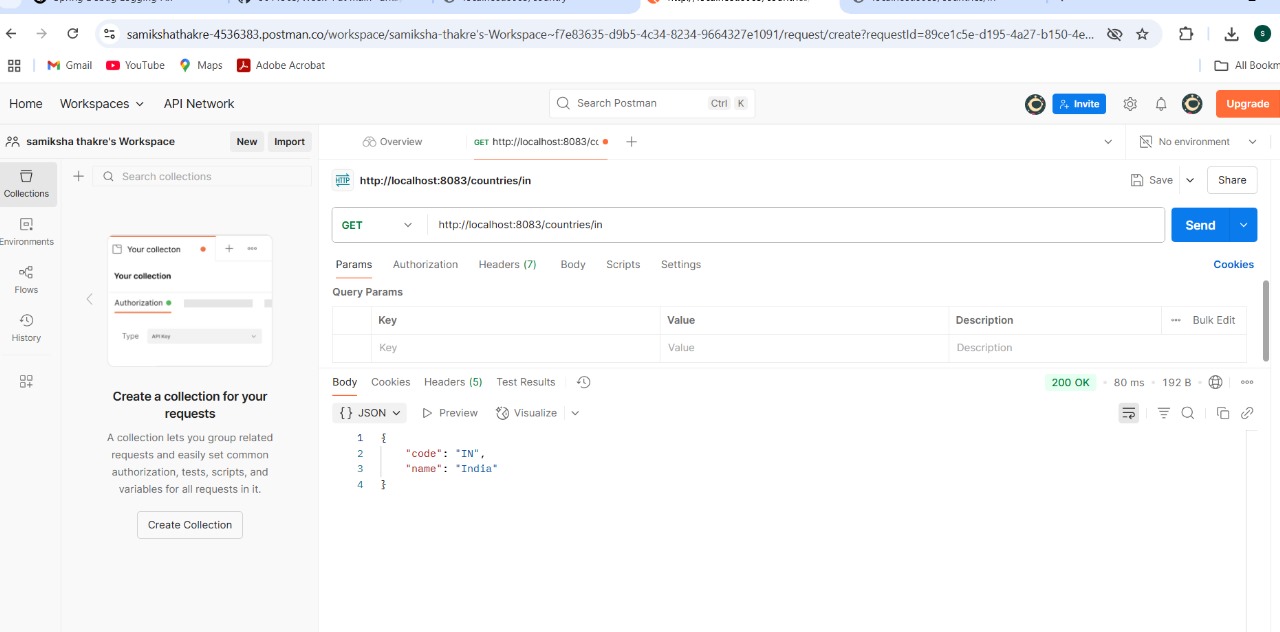 samikshathakre-4536383.postman.co/workspace/samiksha-thakre's-Workspace~f7e83635-d9b5-4c34-8234-9664327e1091/request/create?requestId=89ce1c5e-d195-4a27-b150-4e...
S
Gmail
YouTube
Maps
Adobe Acrobat
All Bookm
Home
Workspaces
API Network
Search Postman
Ctrl
K
Invite
Upgrade
samiksha thakre's Workspace
New
Import
Overview
GET http://localhost:8083/cc
No environment
Collections
Environments
Flows
History
Search collections
Your collecton
Your collection
Authorization
Type
API Key
Create a collection for your
requests
A collection lets you group related
requests and easily set common
authorization, tests, scripts, and
variables for all requests in it.
Create Collection
HTTP
http://localhost:8083/countries/in
Save
Share
GET
http://localhost:8083/countries/in
Send
Params
Authorization
Headers (7)
Body
Scripts
Settings
Cookies
Query Params
Key
Value
Description
Bulk Edit
Key
Value
Description
Body
Cookies
Headers (5)
Test Results
200 OK
80 ms
192 B
{} JSON
Preview
Visualize
1 {
2 "code": "IN",
3 "name": "India"
4 }